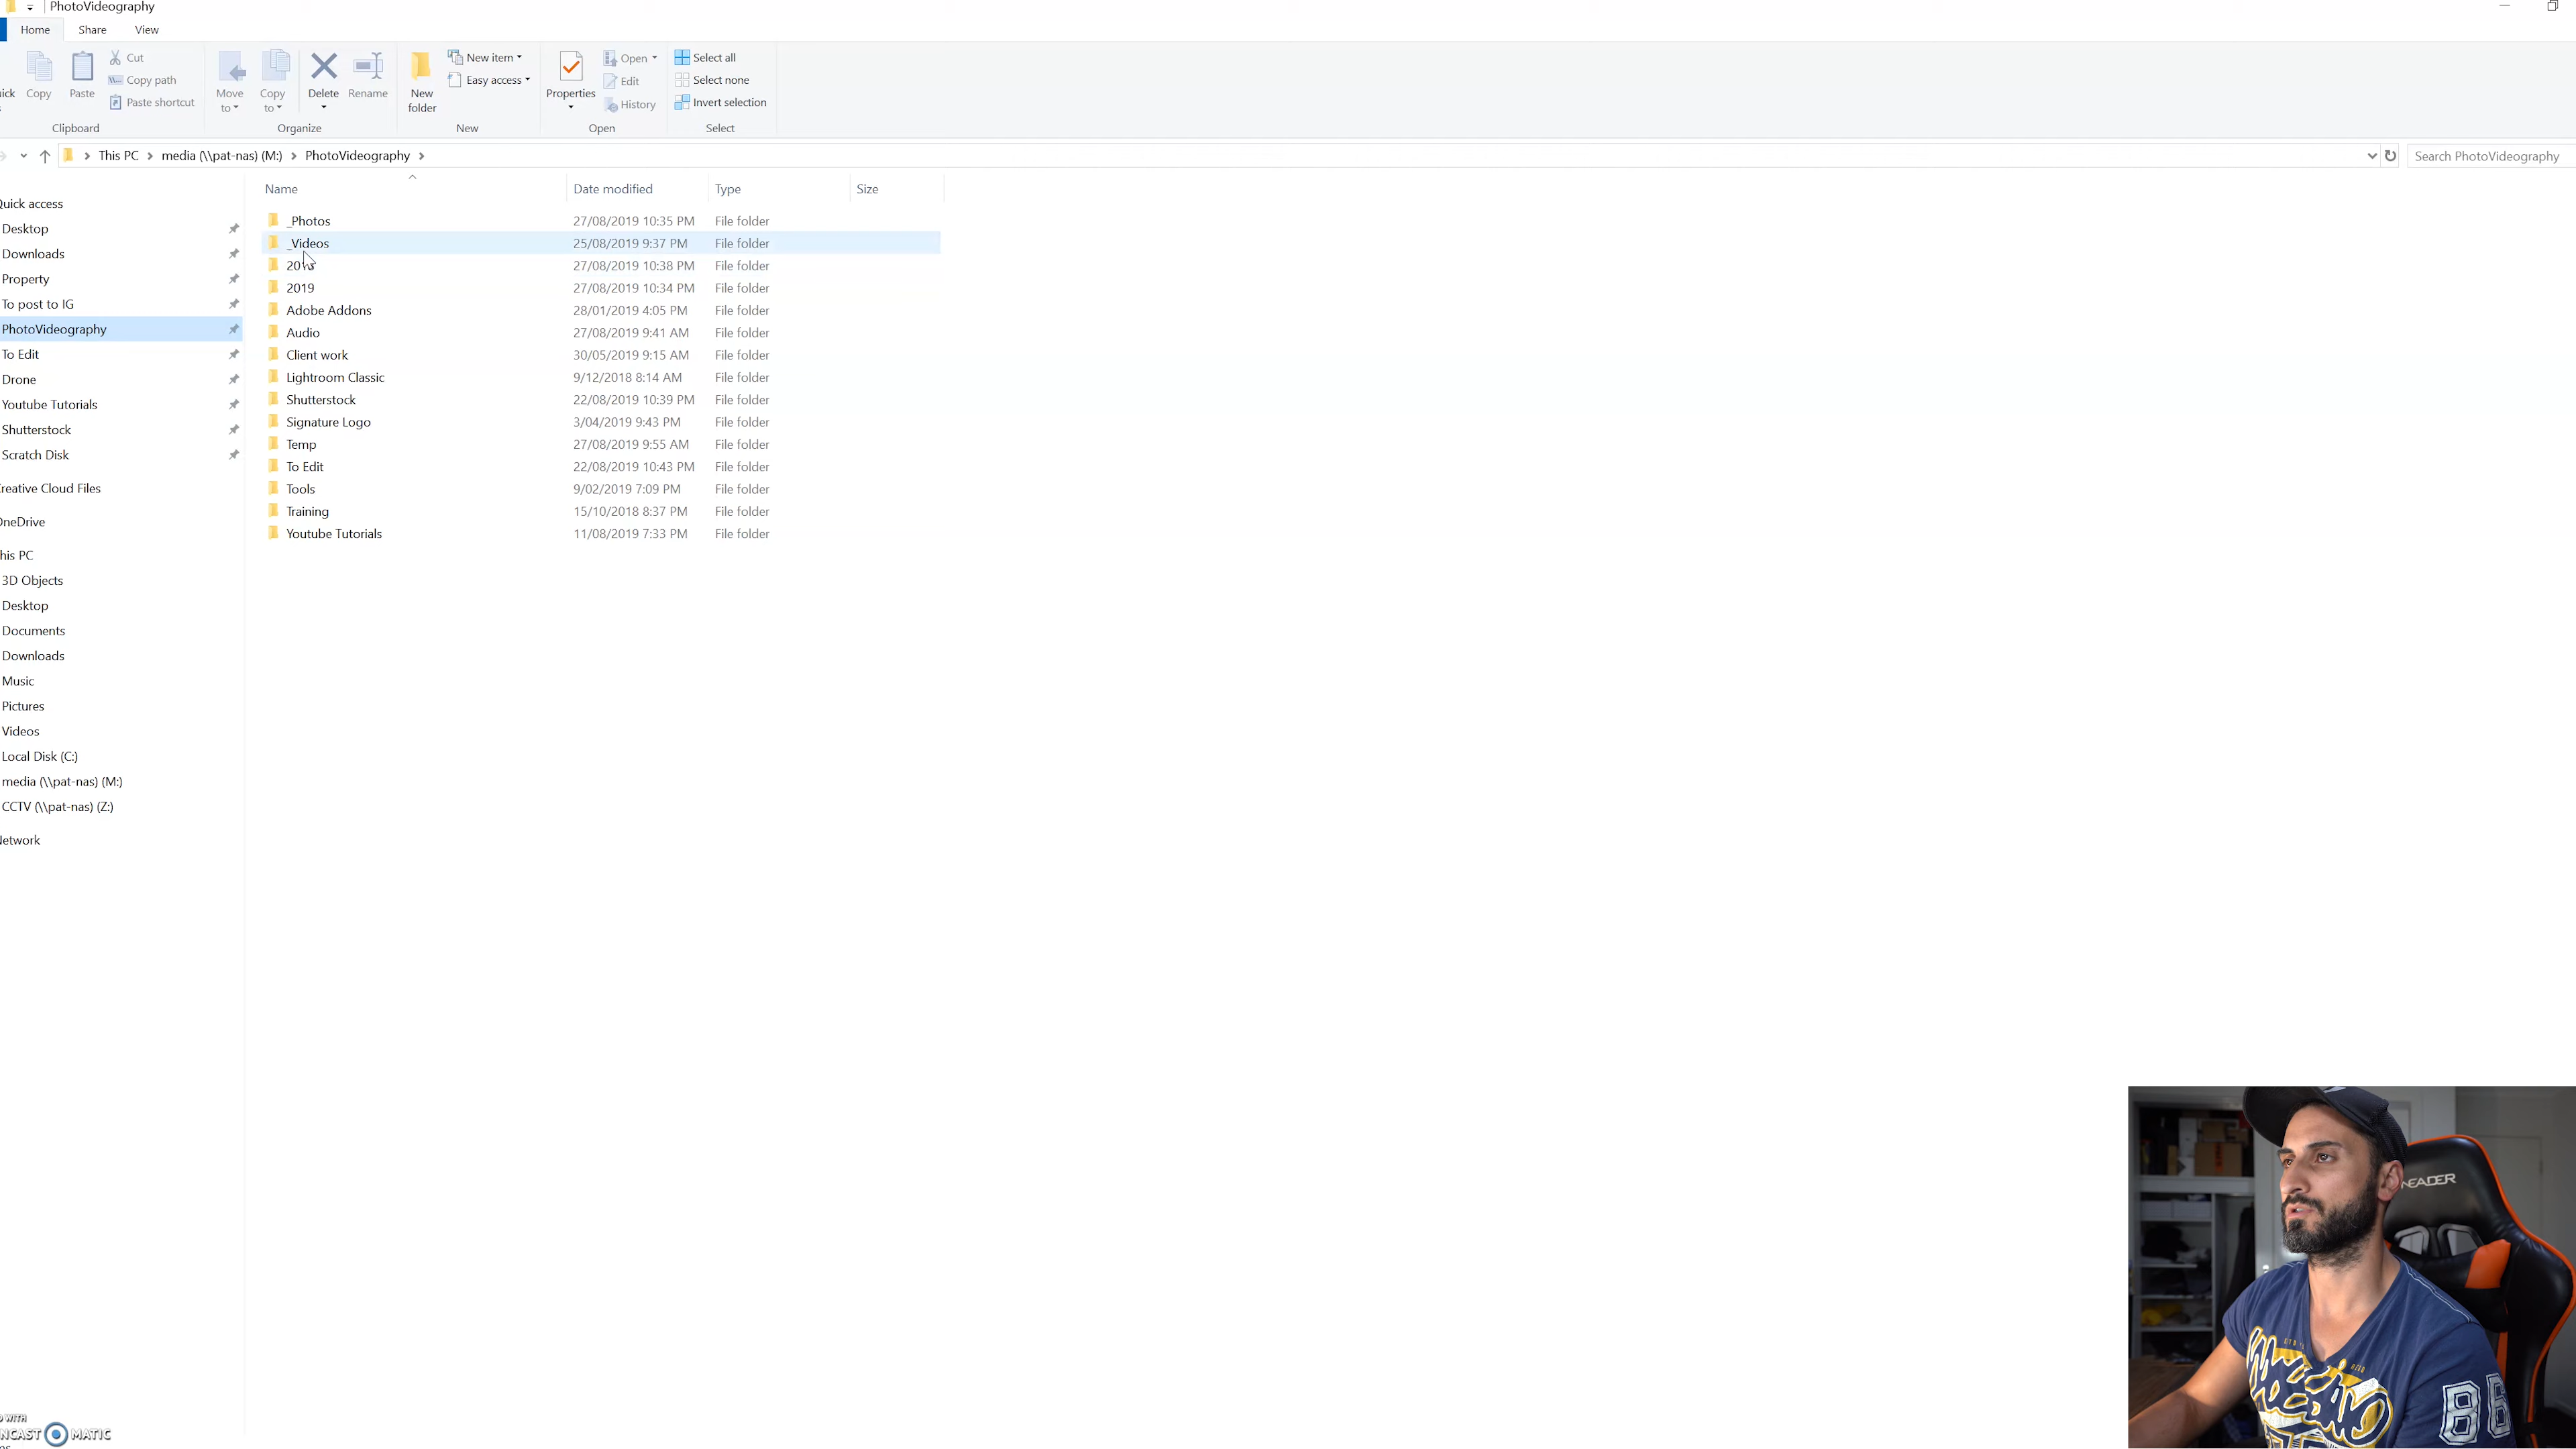 PhotoVideography
Home Share View
Copy Paste Cut
Copy path
Paste shortcut
Move to Copy to Delete Rename New folder
New item
Easy access
Properties Open
Edit
History
Select all
Select none
Invert selection
Clipboard Organize New Open Select
This PC media (\\pat-nas) (M:) PhotoVideography
Search PhotoVideography
Name Date modified Type Size
_Photos 27/08/2019 10:35 PM File folder
_Videos 25/08/2019 9:37 PM File folder
27/08/2019 10:38 PM File folder
2019 27/08/2019 10:34 PM File folder
Adobe Addons 28/01/2019 4:05 PM File folder
Audio 27/08/2019 9:41 AM File folder
Client work 30/05/2019 9:15 AM File folder
Lightroom Classic 9/12/2018 8:14 AM File folder
Shutterstock 22/08/2019 10:39 PM File folder
Signature Logo 3/04/2019 9:43 PM File folder
Temp 27/08/2019 9:55 AM File folder
To Edit 22/08/2019 10:43 PM File folder
Tools 9/02/2019 7:09 PM File folder
Training 15/10/2018 8:37 PM File folder
Youtube Tutorials 11/08/2019 7:33 PM File folder
Quick access
Desktop
Downloads
Property
To post to IG
PhotoVideography
To Edit
Drone
Youtube Tutorials
Shutterstock
Scratch Disk
reative Cloud Files
OneDrive
his PC
3D Objects
Desktop
Documents
Downloads
Music
Pictures
Videos
Local Disk (C:)
media (\\pat-nas) (M:)
CCTV (\\pat-nas) (Z:)
Network
WITH
NCAST MATIC
EADER
86